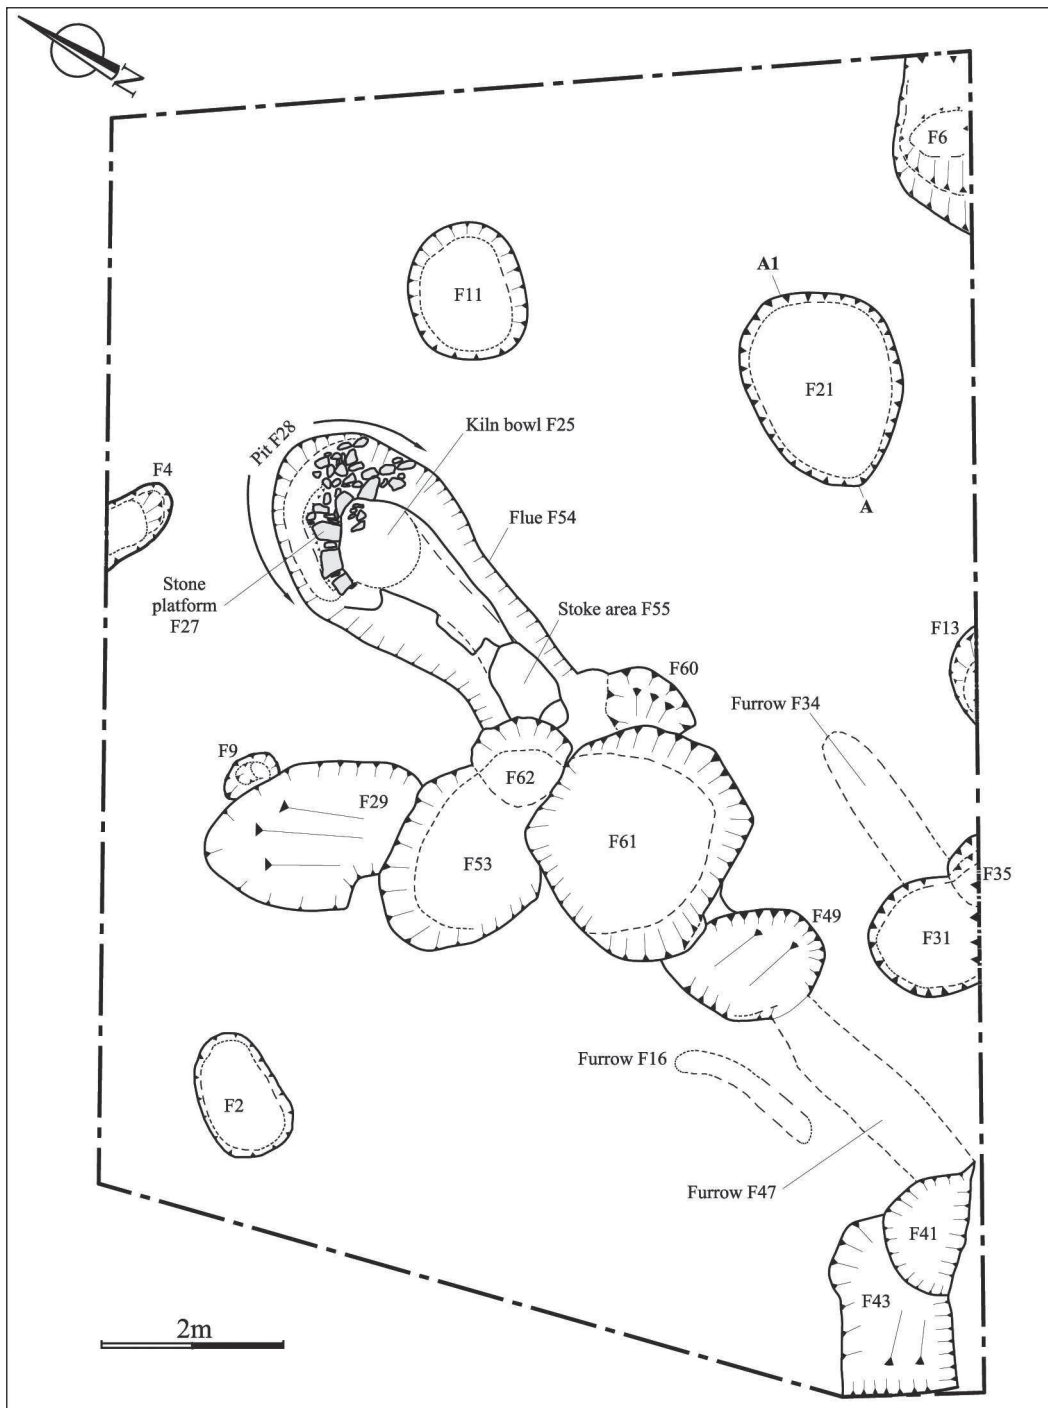 N
F6
A1
F11
F21
Pit F28
Kiln bowl F25
F4
A
Flue F54
Stone
platform
F27
Stoke area F55
F13
F60
Furrow F34
F9
F62
F29
F61
F53
F35
F49
F31
Furrow F16
F2
Furrow F47
F41
F43
2m